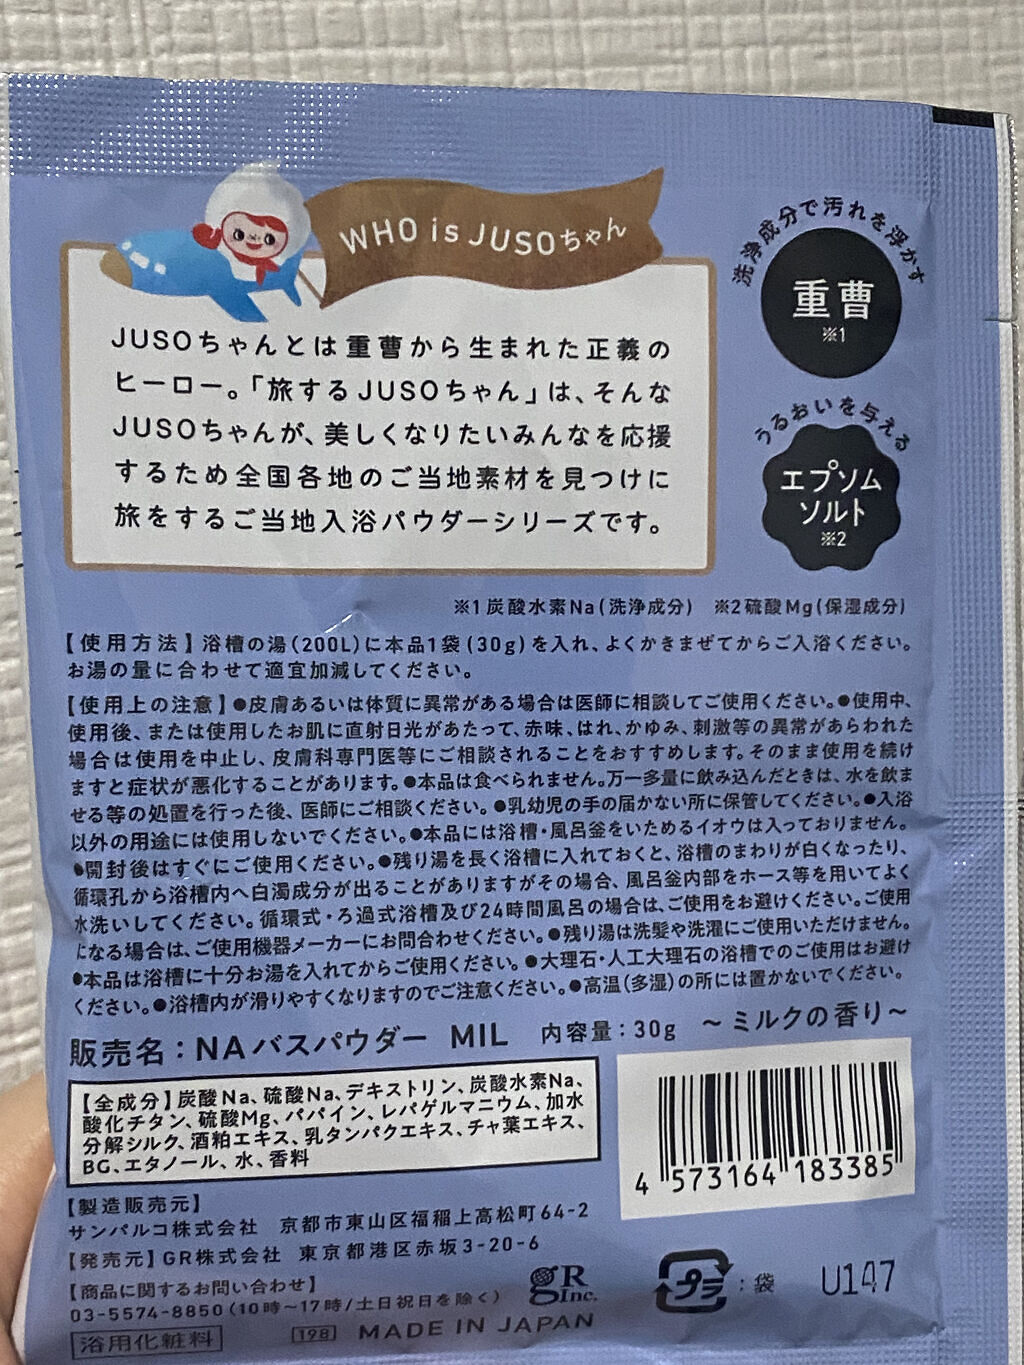 WHO is JUSOちゃん
JUSOちゃんとは重曹から生まれた正義の
ヒーロー。「旅するJUSOちゃん」は、そんな
JUSOちゃんが、美しくなりたいみんなを応援
するため全国各地のご当地素材を見つけに
旅をするご当地入浴パウダーシリーズです。
洗浄成分で汚れを浮かす
重曹
※1
うるおいを与える
エプソム
ソルト
※2
※1炭酸水素Na(洗浄成分) ※2硫酸Mg(保湿成分)
【使用方法】浴槽の湯(200L)に本品1袋(30g)を入れ、よくかきまぜてからご入浴ください。
お湯の量に合わせて適宜加減してください。
【使用上の注意】●皮膚あるいは体質に異常がある場合は医師に相談してご使用ください。●使用中、
使用後、または使用したお肌に直射日光があたって、赤味、はれ、かゆみ、刺激等の異常があらわれた
場合は使用を中止し、皮膚科専門医等にご相談されることをおすすめします。そのまま使用を続け
ますと症状が悪化することがあります。●本品は食べられません。万一多量に飲み込んだときは、水を飲ま
せる等の処置を行った後、医師にご相談ください。●乳幼児の手の届かない所に保管してください。●入浴
以外の用途には使用しないでください。●本品には浴槽・風呂釜をいためるイオウは入っておりません。
●開封後はすぐにご使用ください。●残り湯を長く浴槽に入れておくと、浴槽のまわりが白くなったり、
循環孔から浴槽内へ白濁成分が出ることがありますがその場合、風呂釜内部をホース等を用いてよく
水洗いしてください。循環式・ろ過式浴槽及び24時間風呂の場合は、ご使用をお避けください。ご使用
になる場合は、ご使用機器メーカーにお問合わせください。●残り湯は洗髪や洗濯にご使用いただけません。
●本品は浴槽に十分お湯を入れてからご使用ください。●大理石・人工大理石の浴槽でのご使用はお避け
ください。●浴槽内が滑りやすくなりますのでご注意ください。●高温(多湿)の所には置かないでください。
販売名：NAバスパウダー MIL 内容量：30g ～ミルクの香り～
【全成分】炭酸Na、硫酸Na、デキストリン、炭酸水素Na、
酸化チタン、硫酸Mg、パパイン、レパゲルマニウム、加水
分解シルク、酒粕エキス、乳タンパクエキス、チャ葉エキス、
BG、エタノール、水、香料
4 573164 183385
【製造販売元】
サンパルコ株式会社 京都市東山区福稲上高松町64-2
【発売元】GR株式会社 東京都港区赤坂3-20-6
【商品に関するお問い合わせ】
03-5574-8850(10時～17時/土日祝日を除く)
gR
Inc.
プラ：袋
U147
浴用化粧料 198 MADE IN JAPAN